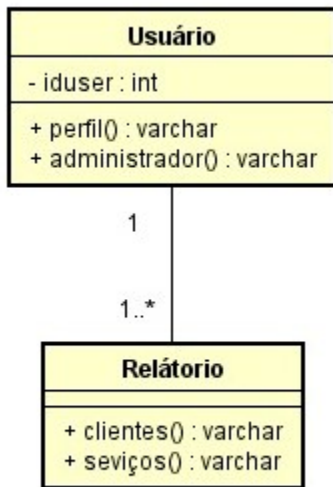 Usuário
- iduser : int
+ perfil() : varchar
+ administrador() : varchar
1
1..*
Relátorio
+ clientes() : varchar
+ seviços() : varchar